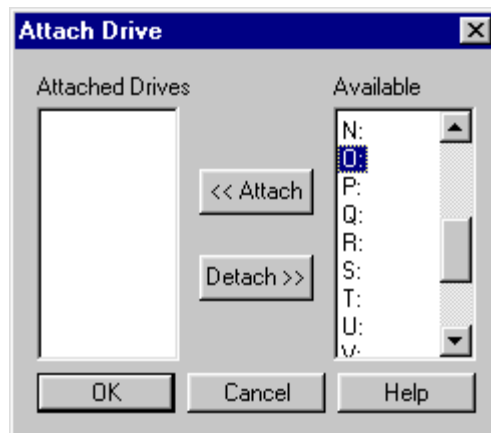 Attach Drive
Attached Drives
Available
N:
O:
P:
Q:
R:
S:
T:
U:
V:
<< Attach
Detach >>
OK
Cancel
Help